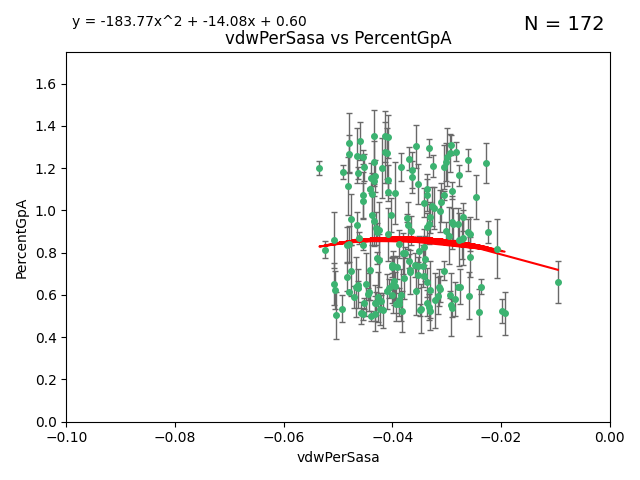 y = -183.77x^2 + -14.08x + 0.60
N = 172
vdwPerSasa vs PercentGpA
1.6
1.4
1.2
1.0
0.8
0.6
0.4
0.2
0.0
PercentGpA
−0.10 −0.08 −0.06 −0.04 −0.02 0.00
vdwPerSasa